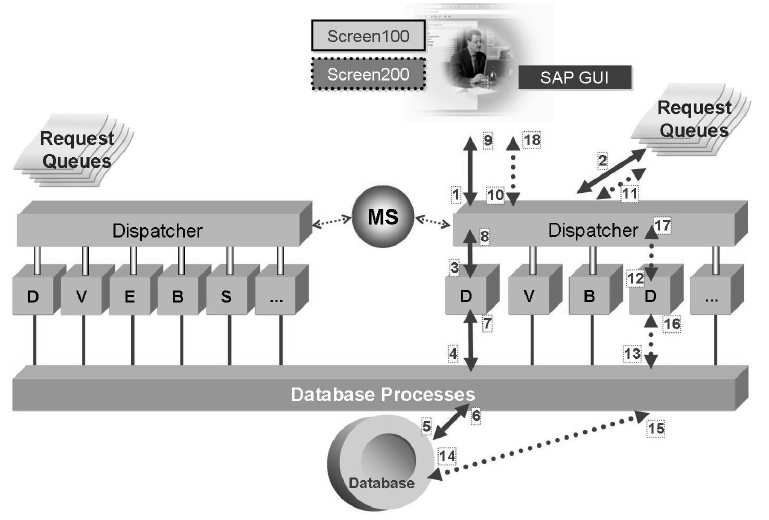 Screen100
Screen200
SAP GUI
Request
Queues
Request
Queues
9
18
2
1
10
11
Dispatcher
MS
Dispatcher
8
17
3
12
D
V
E
B
S
...
D
V
B
D
...
7
16
4
13
Database Processes
5
6
14
15
Database